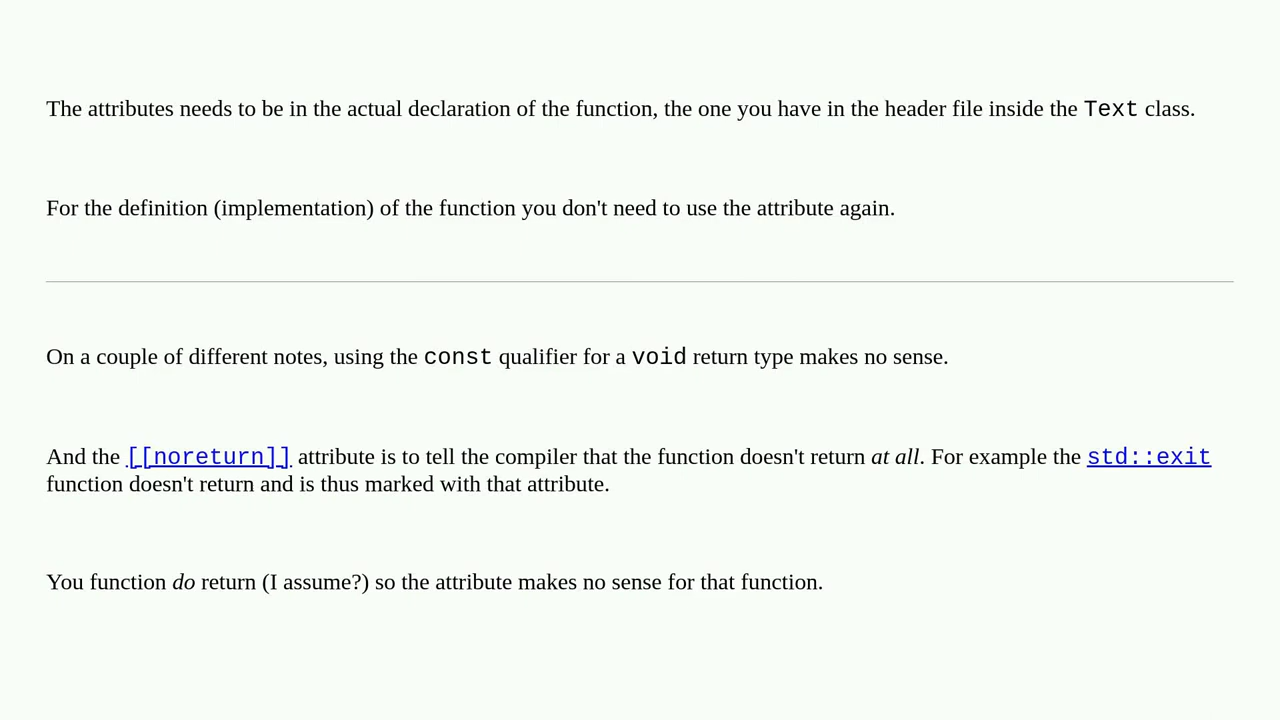 The attributes needs to be in the actual declaration of the function, the one you have in the header file inside the Text class.
For the definition (implementation) of the function you don't need to use the attribute again.
On a couple of different notes, using the const qualifier for a void return type makes no sense.
And the [[noreturn]] attribute is to tell the compiler that the function doesn't return at all. For example the std::exit
function doesn't return and is thus marked with that attribute.
You function do return (I assume?) so the attribute makes no sense for that function.